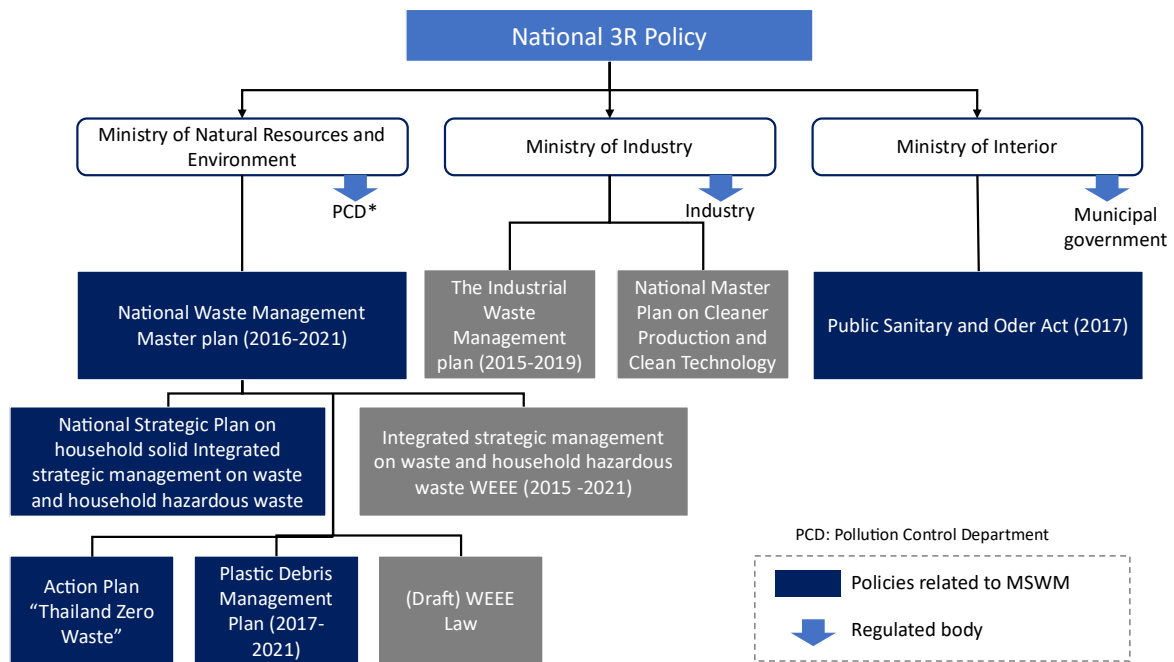 National 3R Policy
Ministry of Natural Resources and
Environment
Ministry of Industry
Ministry of Interior
PCD*
Industry
Municipal
government
National Waste Management
Master plan (2016-2021)
The Industrial
Waste
Management
plan (2015-2019)
National Master
Plan on Cleaner
Production and
Clean Technology
Public Sanitary and Oder Act (2017)
National Strategic Plan on
household solid Integrated
strategic management on waste
and household hazardous waste
Integrated strategic management
on waste and household hazardous
waste WEEE (2015 -2021)
Action Plan
“Thailand Zero
Waste”
Plastic Debris
Management
Plan (2017-
2021)
(Draft) WEEE
Law
PCD: Pollution Control Department
Policies related to MSWM
Regulated body